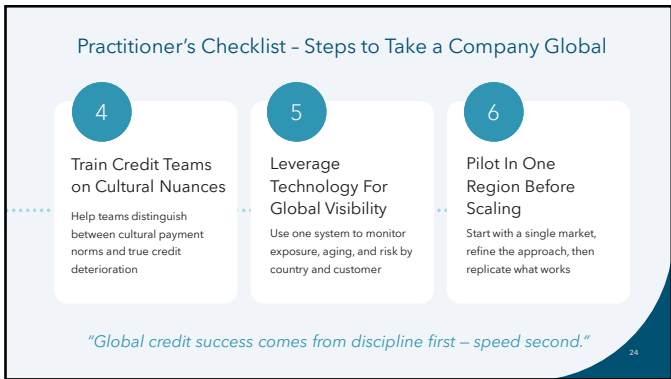 Practitioner’s Checklist – Steps to Take a Company Global
4
Train Credit Teams
on Cultural Nuances
Help teams distinguish
between cultural payment
norms and true credit
deterioration
5
Leverage
Technology For
Global Visibility
Use one system to monitor
exposure, aging, and risk by
country and customer
6
Pilot In One
Region Before
Scaling
Start with a single market,
refine the approach, then
replicate what works
“Global credit success comes from discipline first — speed second.”
24